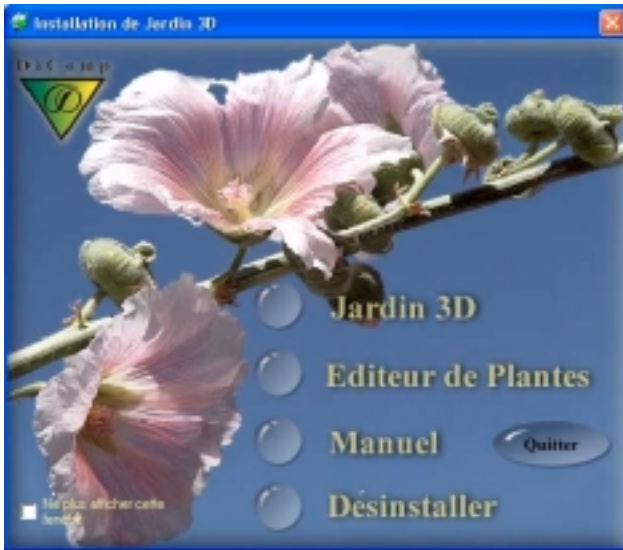 Installation de Jardin 3D
DiComp
D
Jardin 3D
Editeur de Plantes
Manuel
Quitter
Désinstaller
Ne plus afficher cette
fenêtre